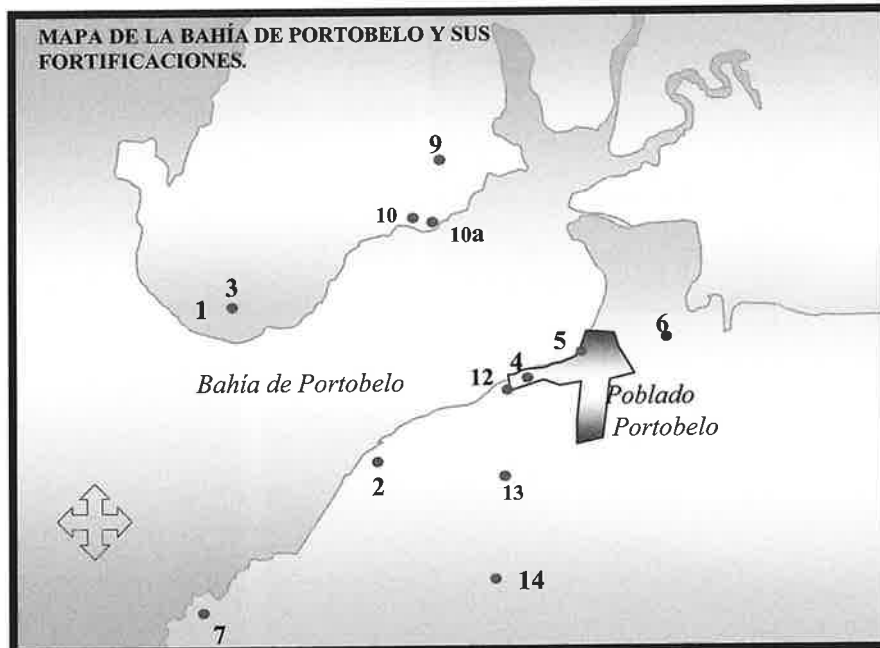 MAPA DE LA BAHÍA DE PORTOBELO Y SUS
FORTIFICACIONES.
9
10
10a
3
1
6
5
4
12
Bahía de Portobelo
Poblado
Portobelo
2
13
14
7